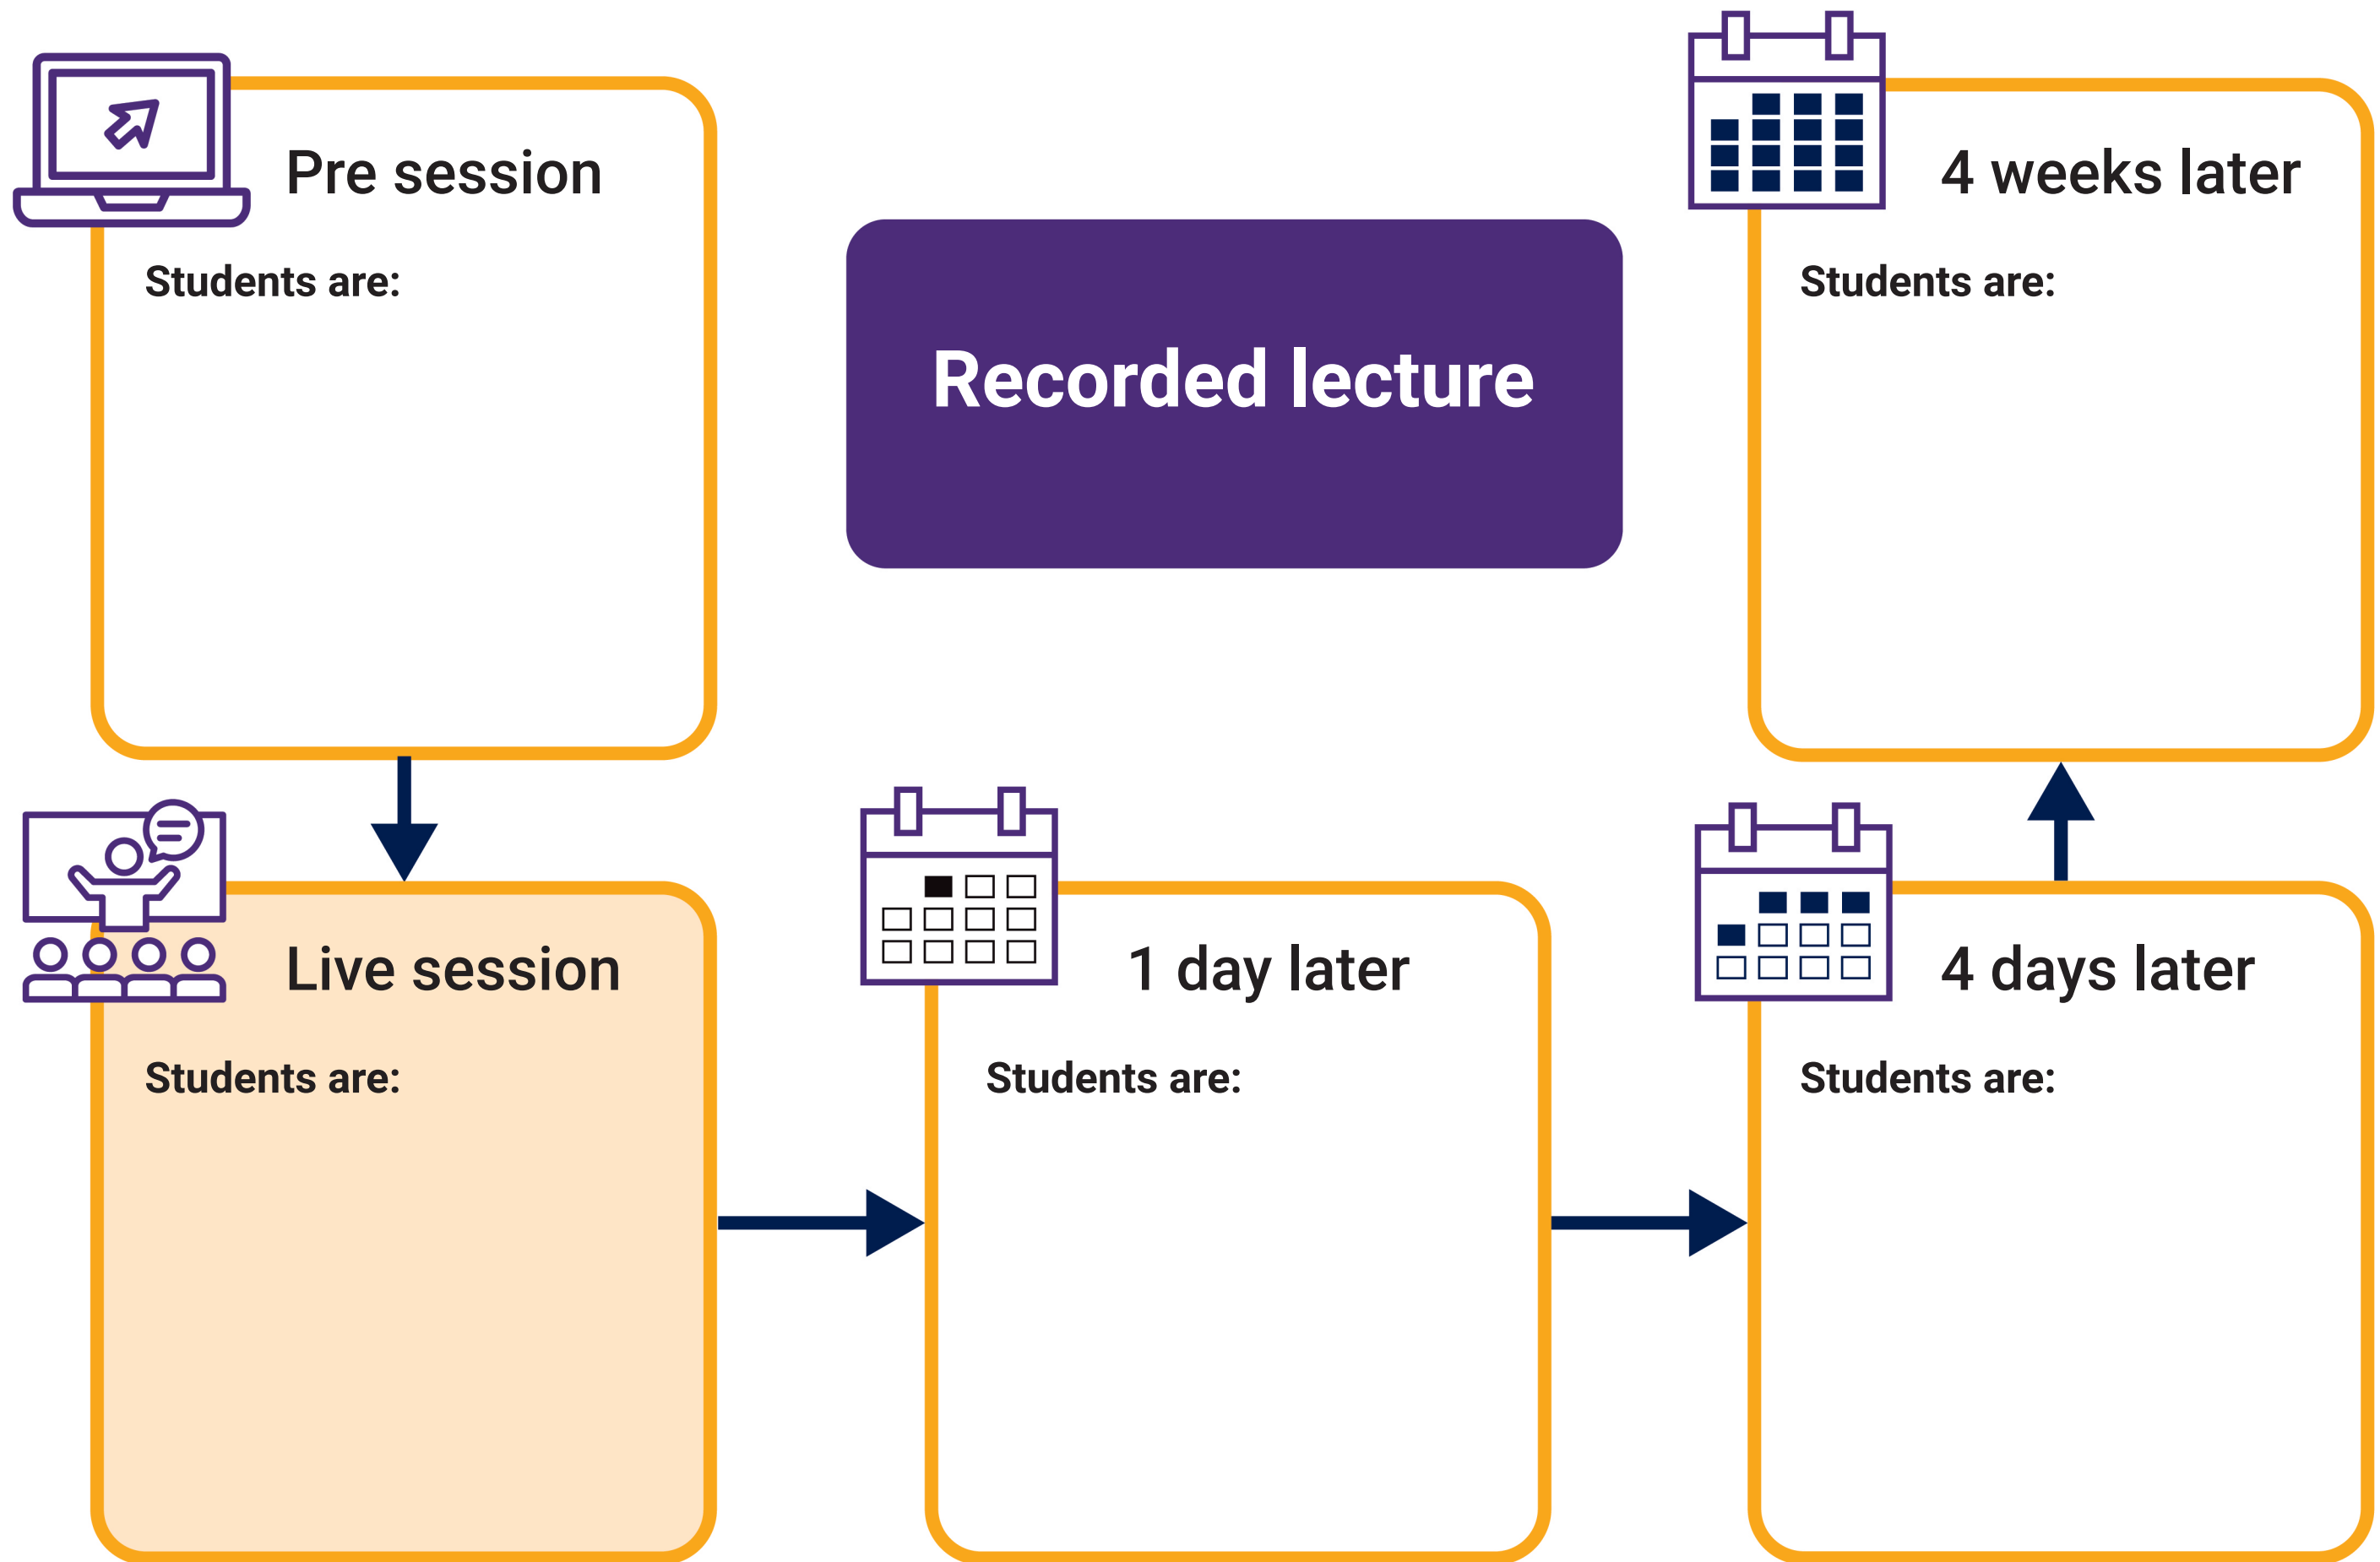 Pre session
Students are:
Recorded lecture
4 weeks later
Students are:
Live session
Students are:
1 day later
Students are:
4 days later
Students are: